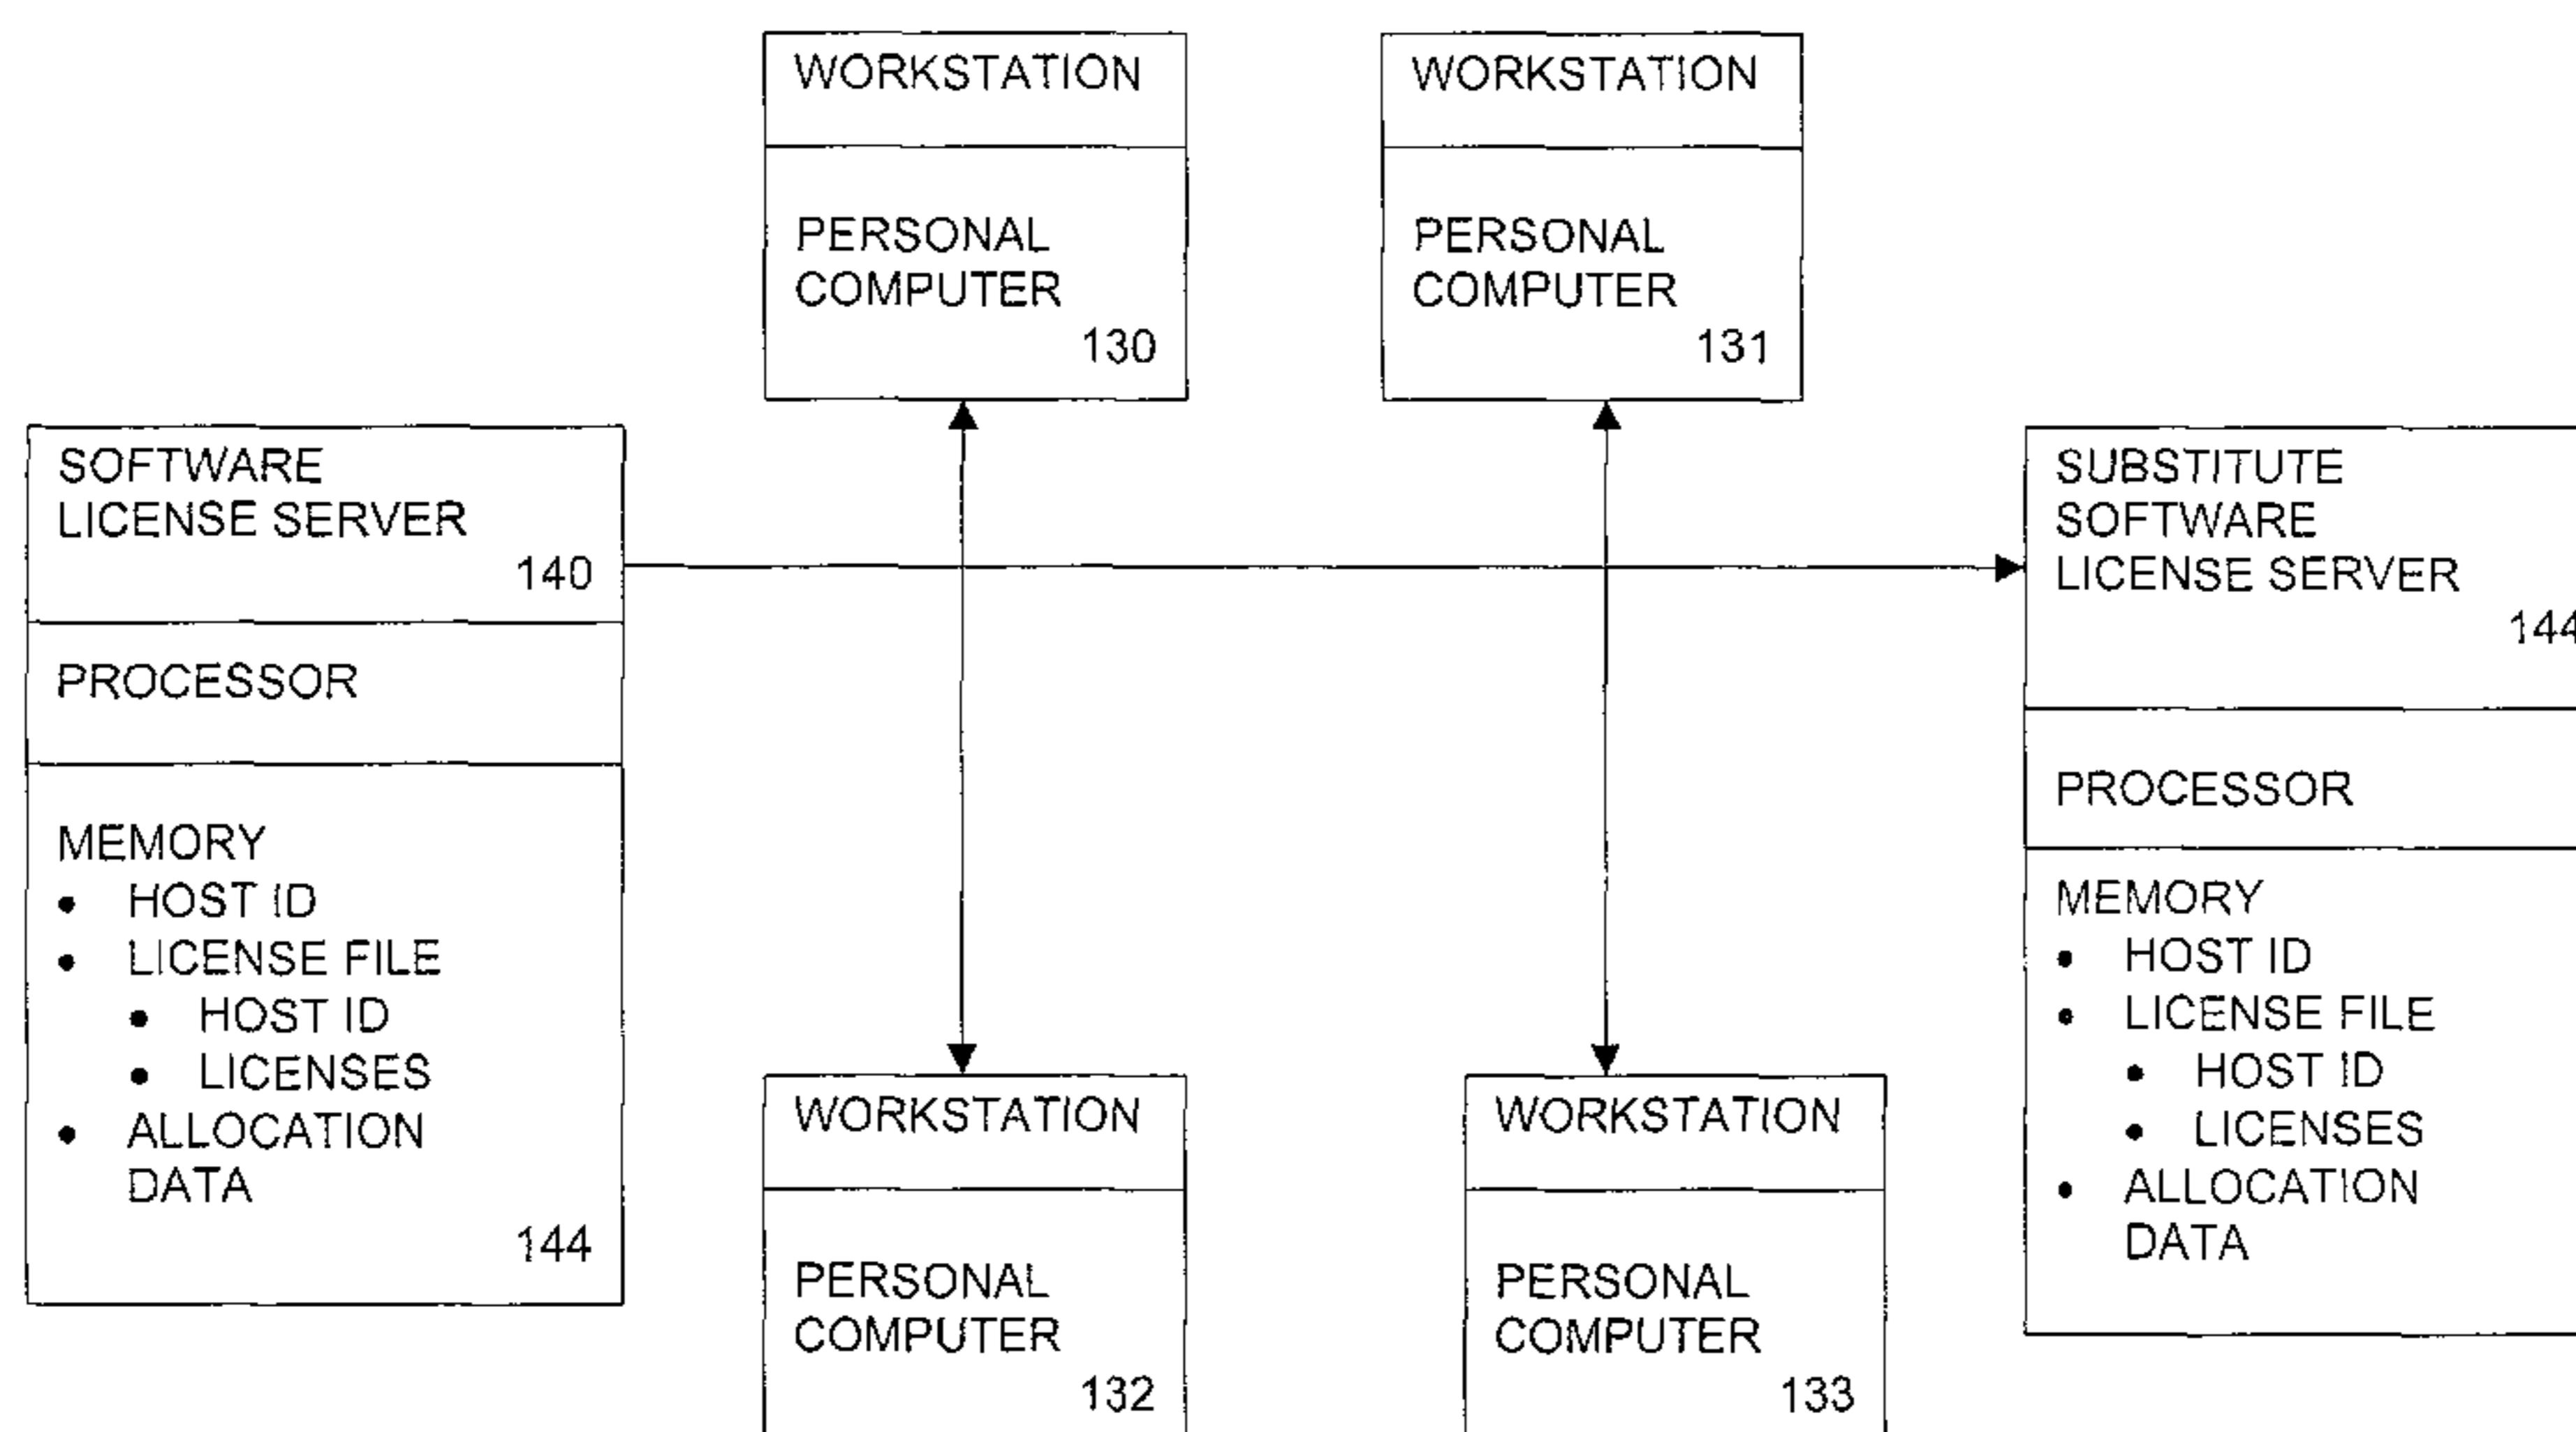 WORKSTATION
PERSONAL
COMPUTER
130
WORKSTATION
PERSONAL
COMPUTER
131
SOFTWARE
LICENSE SERVER
140
PROCESSOR
MEMORY
• HOST ID
• LICENSE FILE
• HOST ID
• LICENSES
• ALLOCATION
DATA
144
SUBSTITUTE
SOFTWARE
LICENSE SERVER
144
PROCESSOR
MEMORY
• HOST ID
• LICENSE FILE
• HOST ID
• LICENSES
• ALLOCATION
DATA
WORKSTATION
PERSONAL
COMPUTER
132
WORKSTATION
PERSONAL
COMPUTER
133